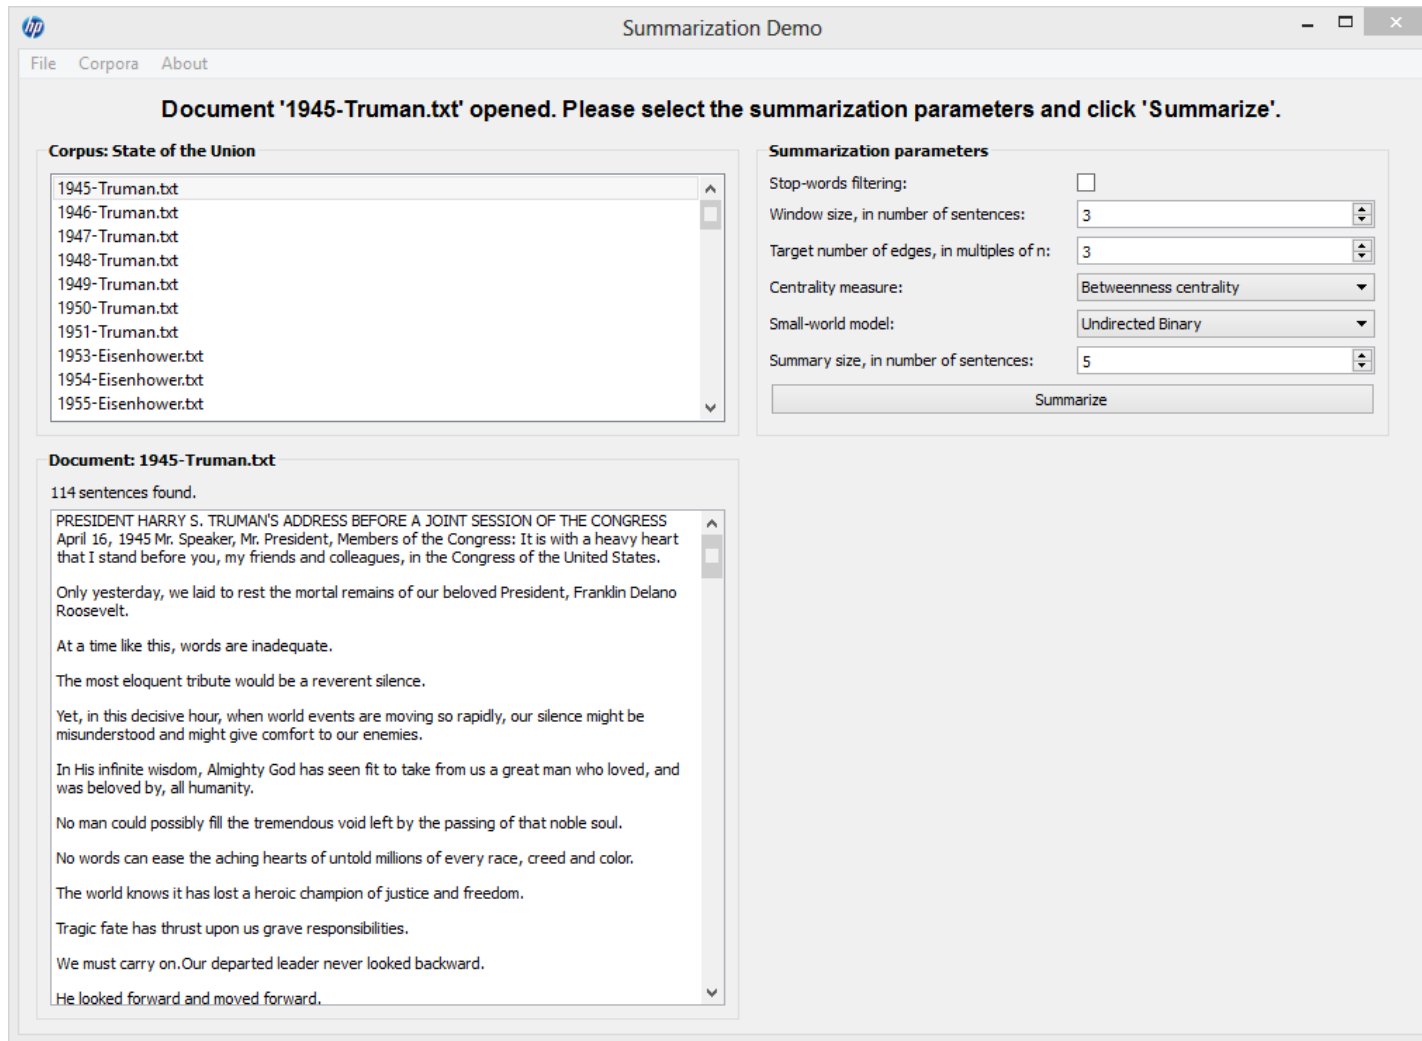 hp
Summarization Demo
File Corpora About
Document '1945-Truman.txt' opened. Please select the summarization parameters and click 'Summarize'.
Corpus: State of the Union
1945-Truman.txt
1946-Truman.txt
1947-Truman.txt
1948-Truman.txt
1949-Truman.txt
1950-Truman.txt
1951-Truman.txt
1953-Eisenhower.txt
1954-Eisenhower.txt
1955-Eisenhower.txt
Summarization parameters
Stop-words filtering:
Window size, in number of sentences: 3
Target number of edges, in multiples of n: 3
Centrality measure: Betweenness centrality
Small-world model: Undirected Binary
Summary size, in number of sentences: 5
Summarize
Document: 1945-Truman.txt
114 sentences found.
PRESIDENT HARRY S. TRUMAN'S ADDRESS BEFORE A JOINT SESSION OF THE CONGRESS
April 16, 1945 Mr. Speaker, Mr. President, Members of the Congress: It is with a heavy heart
that I stand before you, my friends and colleagues, in the Congress of the United States.
Only yesterday, we laid to rest the mortal remains of our beloved President, Franklin Delano
Roosevelt.
At a time like this, words are inadequate.
The most eloquent tribute would be a reverent silence.
Yet, in this decisive hour, when world events are moving so rapidly, our silence might be
misunderstood and might give comfort to our enemies.
In His infinite wisdom, Almighty God has seen fit to take from us a great man who loved, and
was beloved by, all humanity.
No man could possibly fill the tremendous void left by the passing of that noble soul.
No words can ease the aching hearts of untold millions of every race, creed and color.
The world knows it has lost a heroic champion of justice and freedom.
Tragic fate has thrust upon us grave responsibilities.
We must carry on.Our departed leader never looked backward.
He looked forward and moved forward.